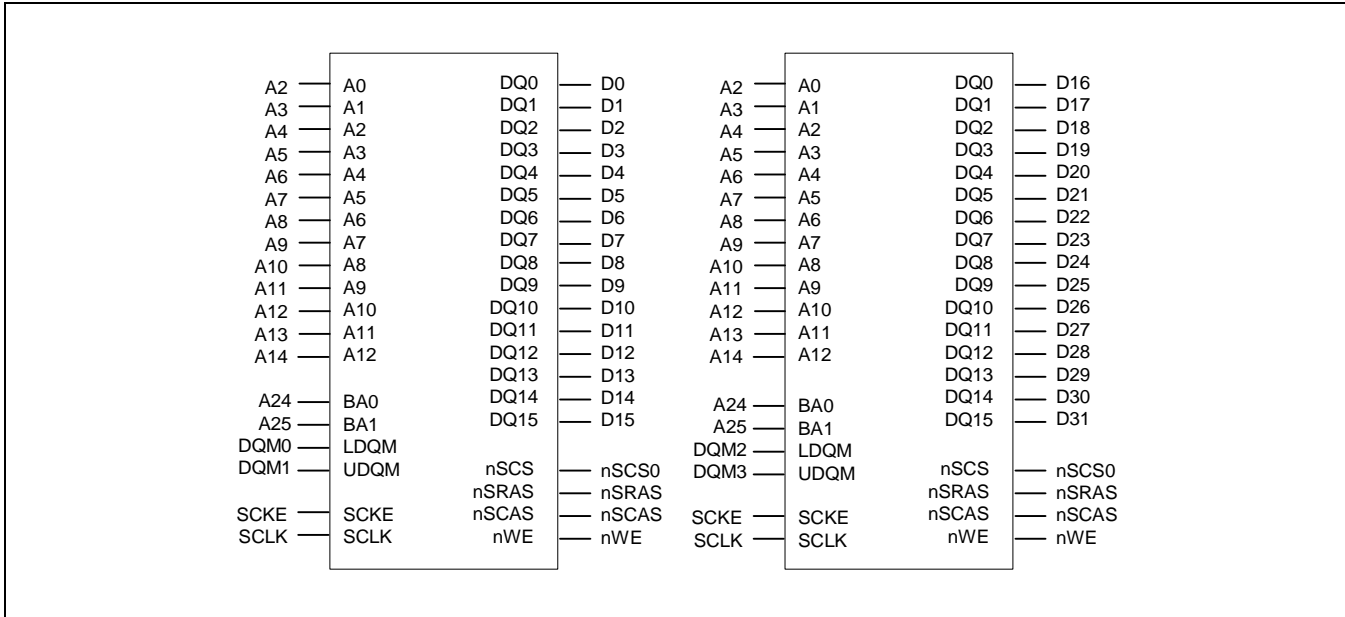 A2 A0 DQ0 D0 A2 A0 DQ0 D16
A3 A1 DQ1 D1 A3 A1 DQ1 D17
A4 A2 DQ2 D2 A4 A2 DQ2 D18
A5 A3 DQ3 D3 A5 A3 DQ3 D19
A6 A4 DQ4 D4 A6 A4 DQ4 D20
A7 A5 DQ5 D5 A7 A5 DQ5 D21
A8 A6 DQ6 D6 A8 A6 DQ6 D22
A9 A7 DQ7 D7 A9 A7 DQ7 D23
A10 A8 DQ8 D8 A10 A8 DQ8 D24
A11 A9 DQ9 D9 A11 A9 DQ9 D25
A12 A10 DQ10 D10 A12 A10 DQ10 D26
A13 A11 DQ11 D11 A13 A11 DQ11 D27
A14 A12 DQ12 D12 A14 A12 DQ12 D28
DQ13 D13 DQ13 D29
A24 BA0 DQ14 D14 A24 BA0 DQ14 D30
A25 BA1 DQ15 D15 A25 BA1 DQ15 D31
DQM0 LDQM DQM2 LDQM
DQM1 UDQM nSCS nSCS0 DQM3 UDQM nSCS nSCS0
nSRAS nSRAS nSRAS nSRAS
SCKE SCKE nSCAS nSCAS SCKE SCKE nSCAS nSCAS
SCLK SCLK nWE nWE SCLK SCLK nWE nWE